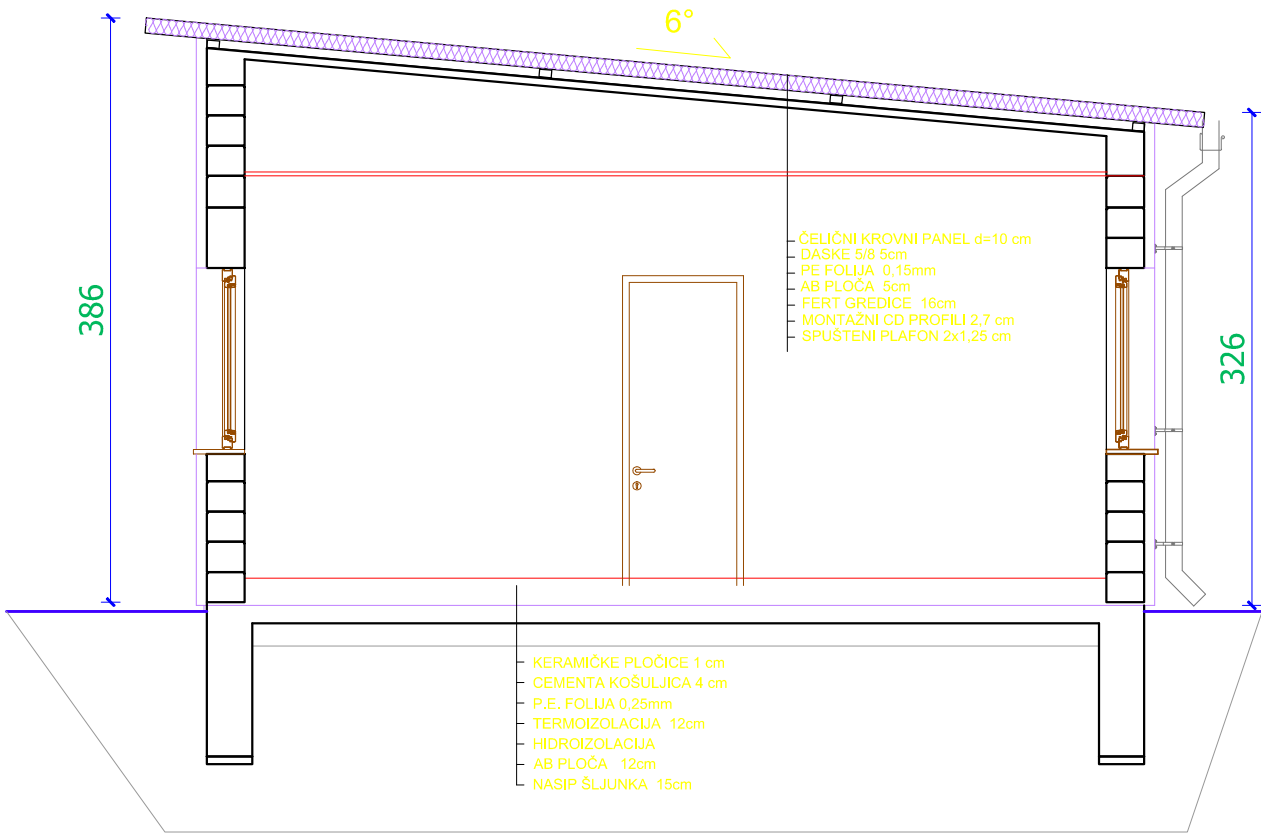 6°
386
326
ČELIČNI KROVNI PANEL d=10 cm
DASKE 5/8 5cm
PE FOLIJA 0,15mm
AB PLOČA 5cm
FERT GREDICE 16cm
MONTAŽNI CD PROFILI 2,7 cm
SPUŠTENI PLAFON 2x1,25 cm
KERAMIČKE PLOČICE 1 cm
CEMENTA KOŠULJICA 4 cm
P.E. FOLIJA 0,25mm
TERMOIZOLACIJA 12cm
HIDROIZOLACIJA
AB PLOČA 12cm
NASIP ŠLJUNKA 15cm